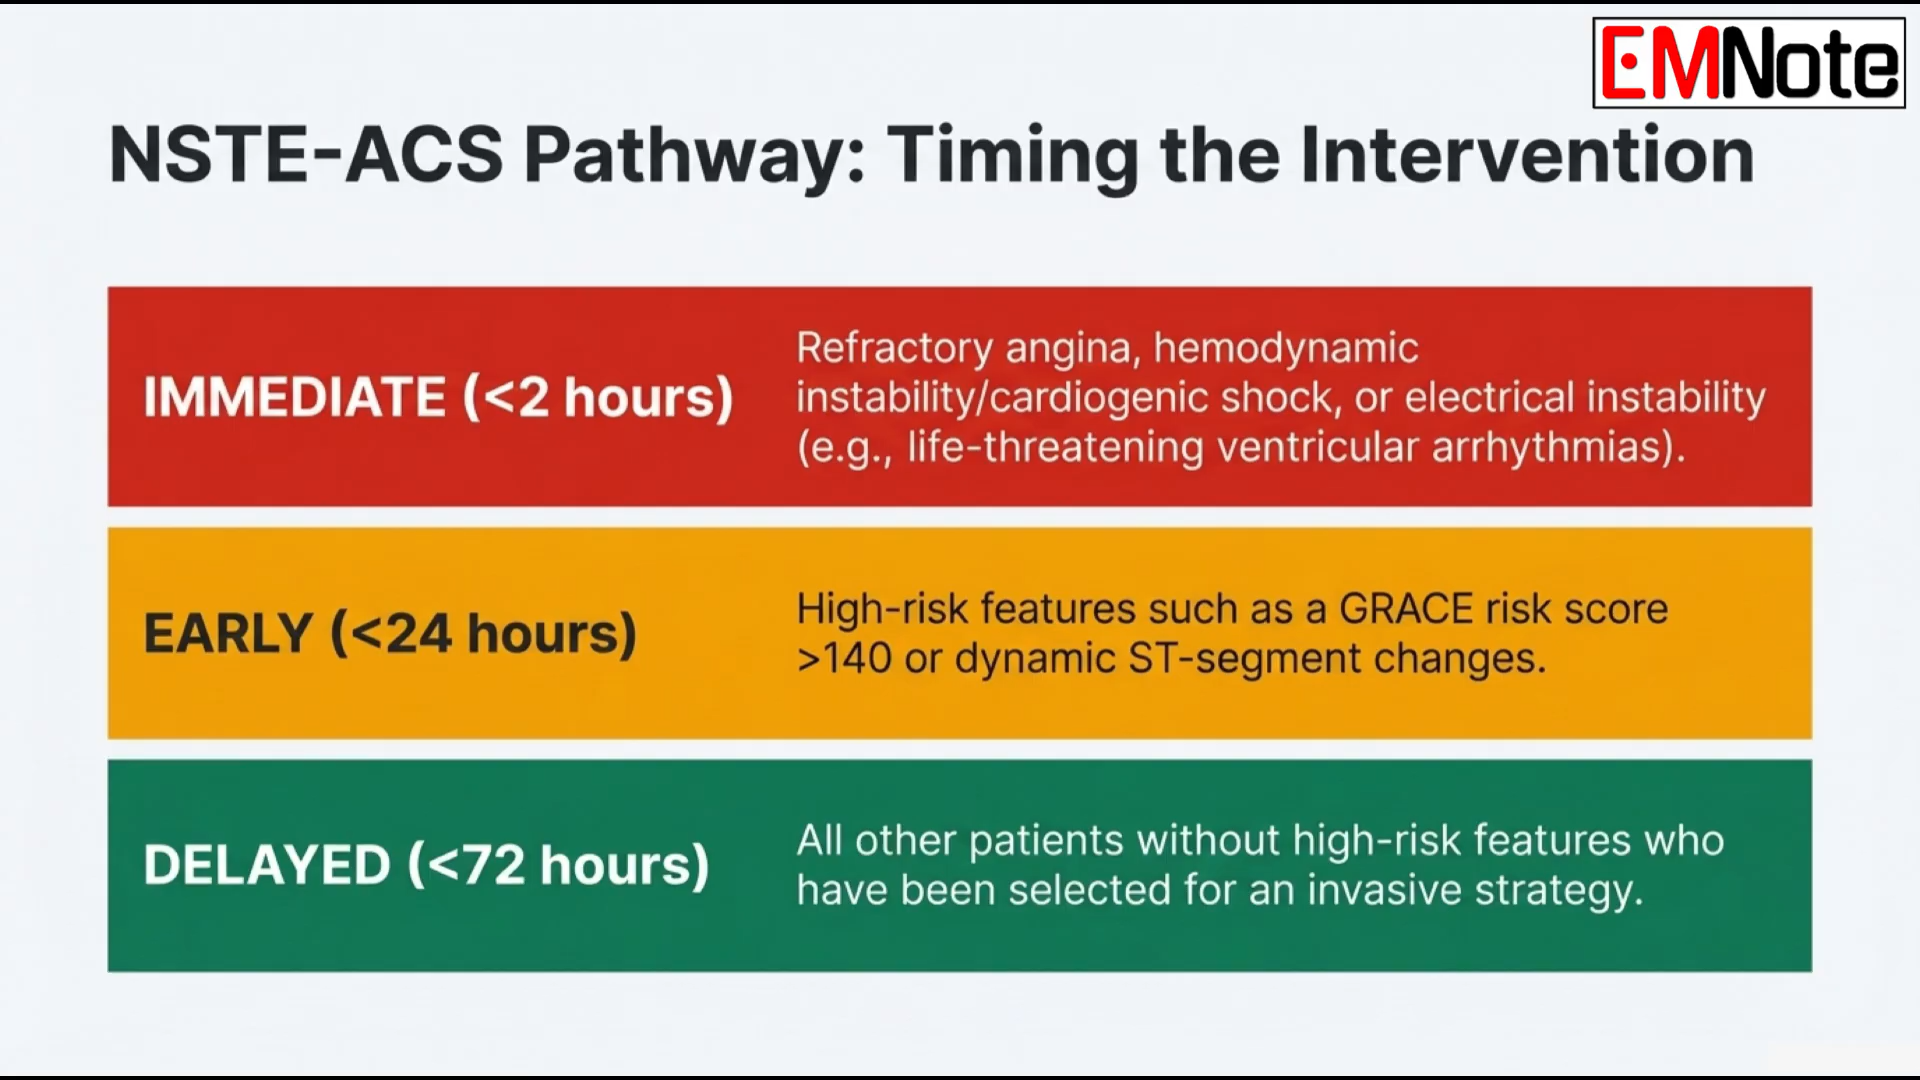 EMNote
NSTE-ACS Pathway: Timing the Intervention
IMMEDIATE (<2 hours)
Refractory angina, hemodynamic
instability/cardiogenic shock, or electrical instability
(e.g., life-threatening ventricular arrhythmias).
EARLY (<24 hours)
High-risk features such as a GRACE risk score
>140 or dynamic ST-segment changes.
DELAYED (<72 hours)
All other patients without high-risk features who
have been selected for an invasive strategy.